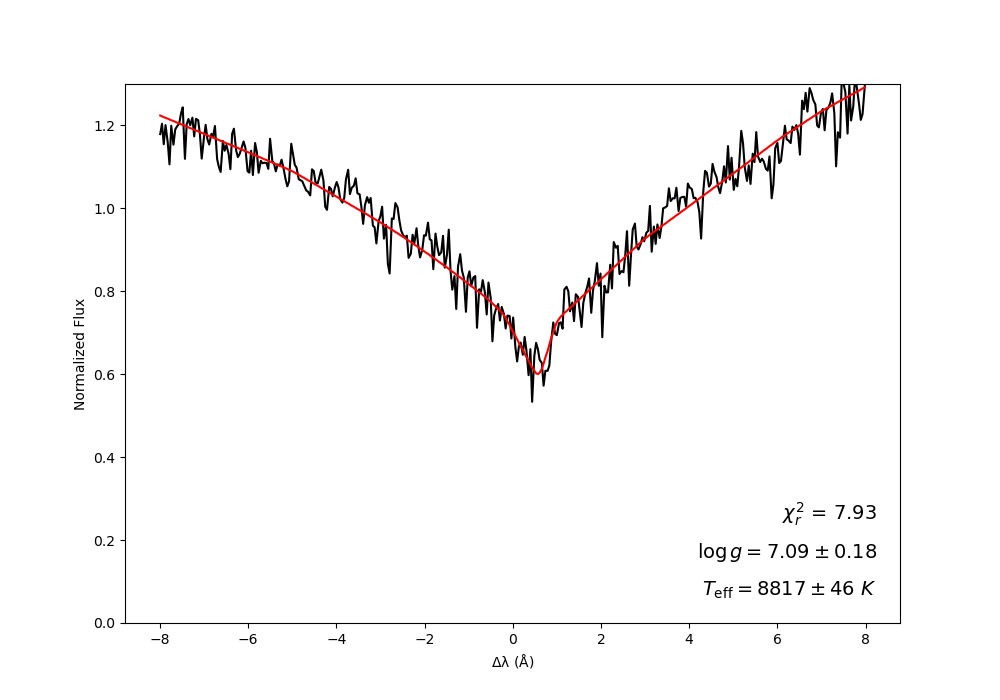 1.2
1.0
0.8
0.6
0.4
0.2
0.0
Normalized Flux
χ²ᵣ = 7.93
log g = 7.09 ± 0.18
T_eff = 8817 ± 46 K
−8 −6 −4 −2 0 2 4 6 8
Δλ (Å)